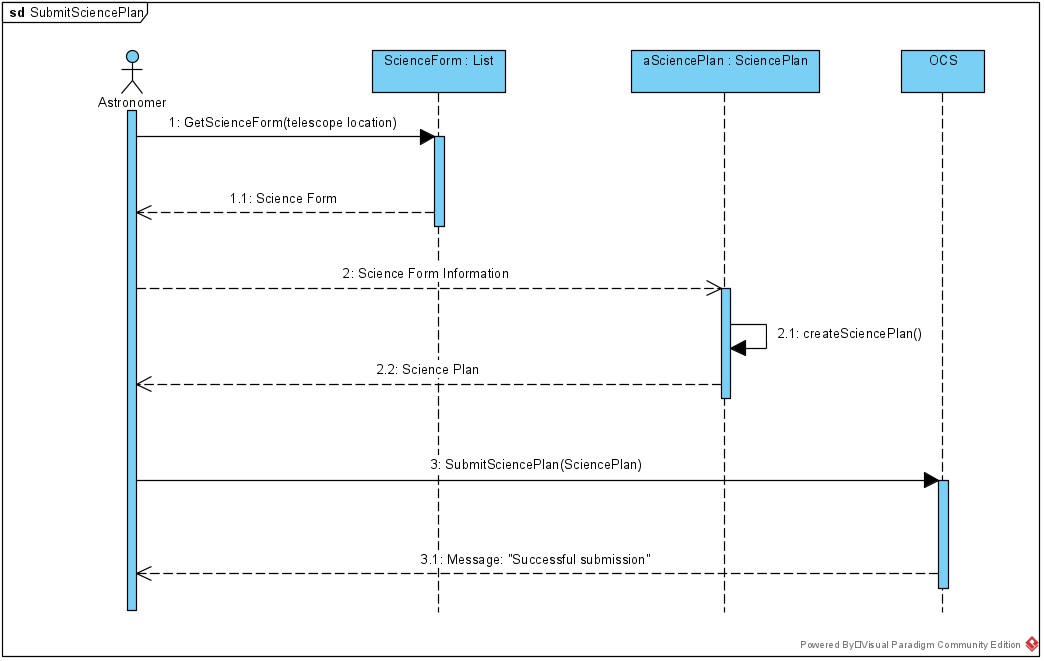 sd SubmitSciencePlan
Astronomer
ScienceForm : List
aSciencePlan : SciencePlan
OCS
1: GetScienceForm(telescope location)
1.1: Science Form
2: Science Form Information
2.1: createSciencePlan()
2.2: Science Plan
3: SubmitSciencePlan(SciencePlan)
3.1: Message: "Successful submission"
Powered By□Visual Paradigm Community Edition